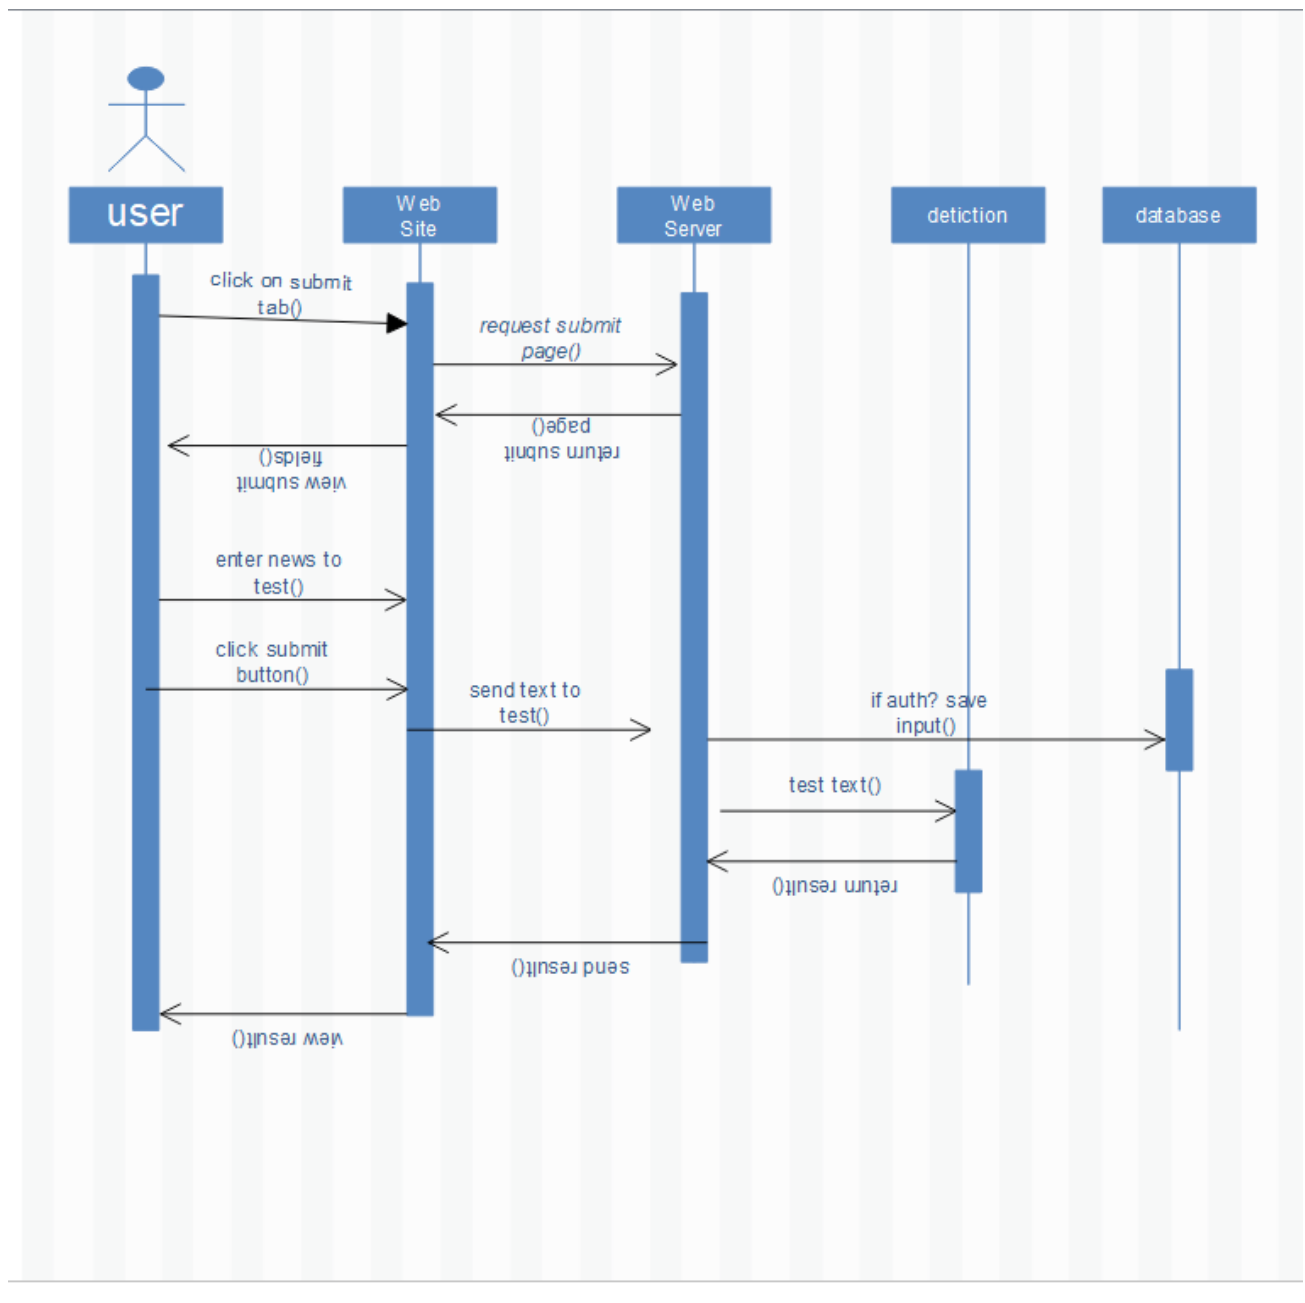 user
Web
Site
Web
Server
detiction
database
click on submit
tab()
request submit
page()
return submit
page()
view submit
fields()
enter news to
test()
click submit
button()
send text to
test()
if auth? save
input()
test text()
return result()
send result()
view result()